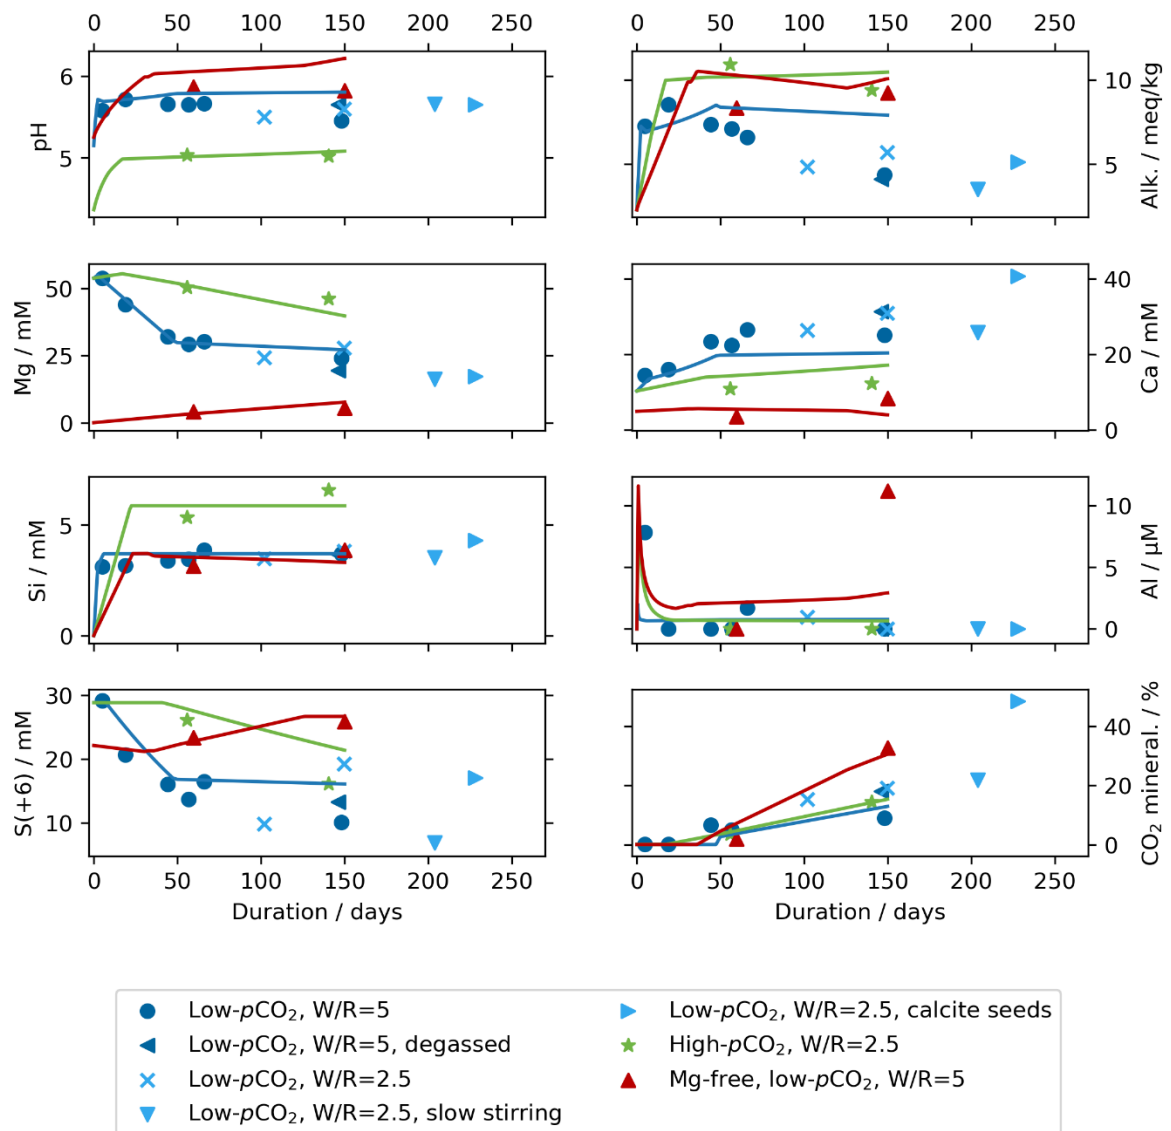 0 50 100 150 200 250
0 50 100 150 200 250
6
5
pH
10
5
Alk. / meq/kg
50
25
0
Mg / mM
40
20
0
Ca / mM
5
0
Si / mM
10
5
0
Al / μM
30
20
10
S(+6) / mM
40
20
0
CO₂ mineral. / %
0 50 100 150 200 250
Duration / days
0 50 100 150 200 250
Duration / days
Low-pCO₂, W/R=5
Low-pCO₂, W/R=5, degassed
Low-pCO₂, W/R=2.5
Low-pCO₂, W/R=2.5, slow stirring
Low-pCO₂, W/R=2.5, calcite seeds
High-pCO₂, W/R=2.5
Mg-free, low-pCO₂, W/R=5